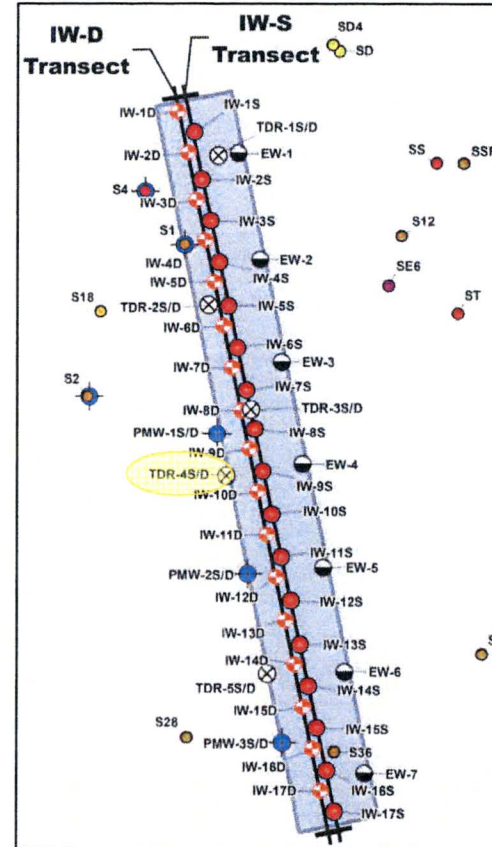 IW-D
Transect
IW-S
Transect
SD4
SD
IW-1D
IW-1S
TDR-1S/D
IW-2D
EW-1
SS
SSF
IW-2S
S4
IW-3D
IW-3S
S1
S12
IW-4D
EW-2
IW-4S
IW-5D
SE6
S18
TDR-2S/D
IW-5S
ST
IW-6D
IW-6S
EW-3
IW-7D
IW-7S
S2
IW-8D
TDR-3S/D
PMW-1S/D
IW-8S
IW-9D
EW-4
TDR-4S/D
IW-9S
IW-10D
IW-10S
IW-11D
IW-11S
EW-5
PMW-2S/D
IW-12D
IW-12S
IW-13D
IW-13S
S
IW-14D
EW-6
TDR-5S/D
IW-14S
IW-15D
IW-15S
S28
PMW-3S/D
S36
IW-16D
EW-7
IW-16S
IW-17D
IW-17S